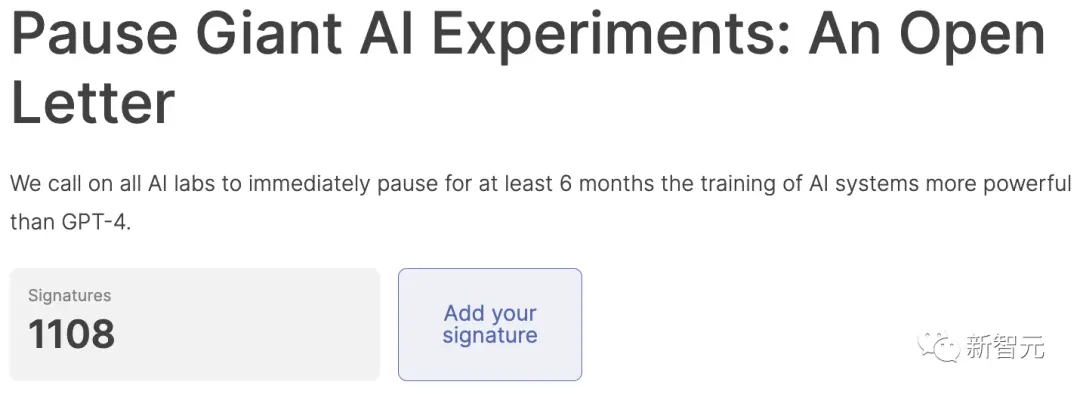 Pause Giant AI Experiments: An Open
Letter
We call on all AI labs to immediately pause for at least 6 months the training of AI systems more powerful
than GPT-4.
Signatures
1108
Add your
signature
新智元